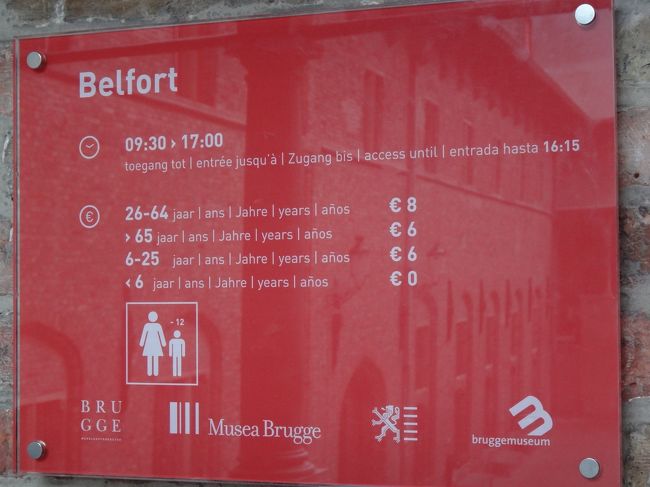 Belfort
09:30 › 17:00
toegang tot | entrée jusqu'à | Zugang bis | access until | entrada hasta 16:15
€
26-64 jaar | ans | Jahre | years | años € 8
› 65 jaar | ans | Jahre | years | años € 6
6-25 jaar | ans | Jahre | years | años € 6
‹ 6 jaar | ans | Jahre | years | años € 0
- 12
BRU
GGE
Musea Brugge
bruggemuseum